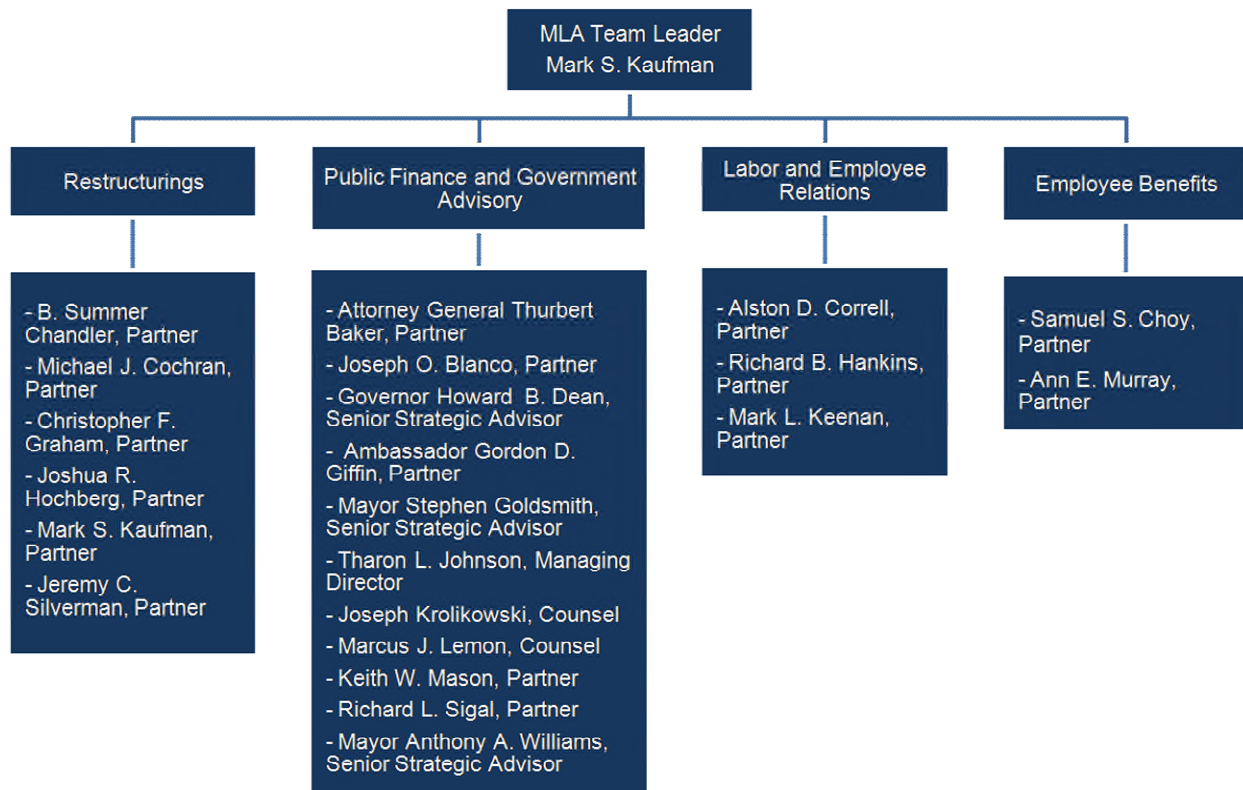 MLA Team Leader
Mark S. Kaufman
Restructurings
Public Finance and Government
Advisory
Labor and Employee
Relations
Employee Benefits
- B. Summer
Chandler, Partner
- Michael J. Cochran,
Partner
- Christopher F.
Graham, Partner
- Joshua R.
Hochberg, Partner
- Mark S. Kaufman,
Partner
- Jeremy C.
Silverman, Partner
- Attorney General Thurbert
Baker, Partner
- Joseph O. Blanco, Partner
- Governor Howard B. Dean,
Senior Strategic Advisor
- Ambassador Gordon D.
Giffin, Partner
- Mayor Stephen Goldsmith,
Senior Strategic Advisor
- Tharon L. Johnson, Managing
Director
- Joseph Krolikowski, Counsel
- Marcus J. Lemon, Counsel
- Keith W. Mason, Partner
- Richard L. Sigal, Partner
- Mayor Anthony A. Williams,
Senior Strategic Advisor
- Alston D. Correll,
Partner
- Richard B. Hankins,
Partner
- Mark L. Keenan,
Partner
- Samuel S. Choy,
Partner
- Ann E. Murray,
Partner